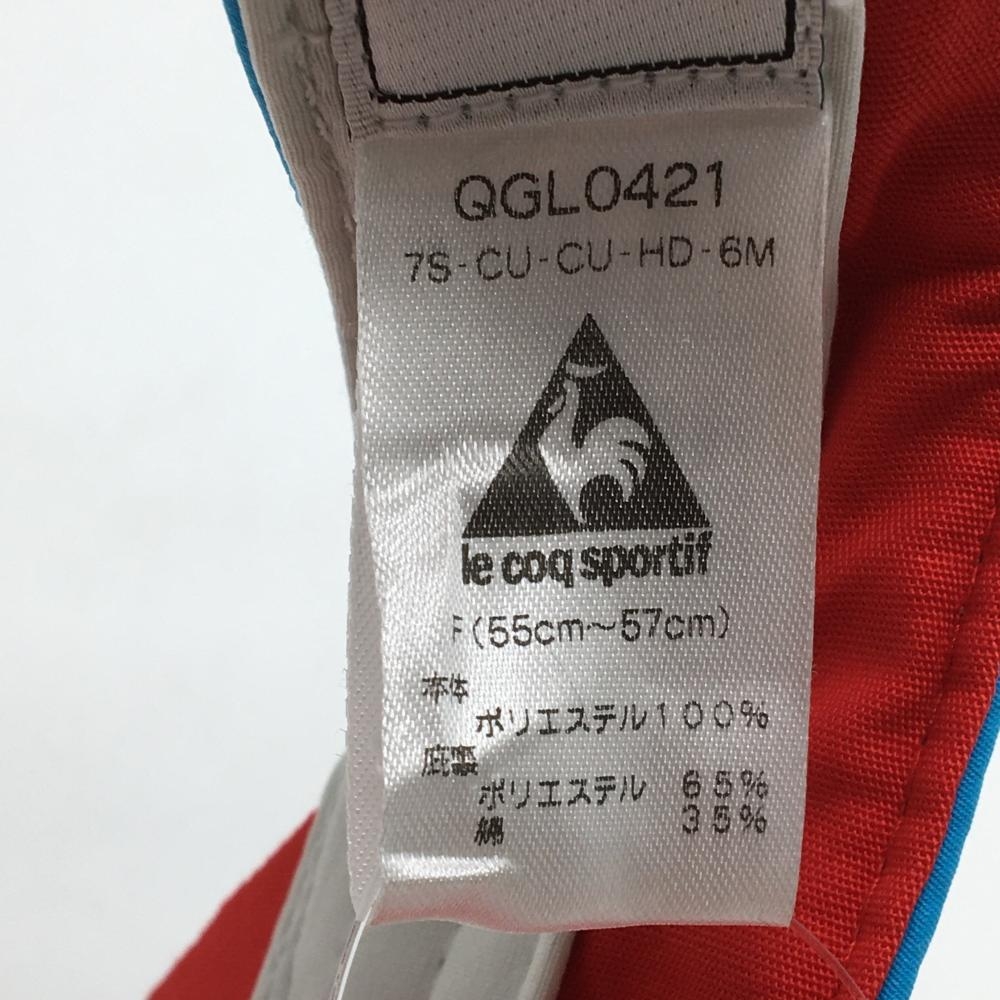 QGL0421
7S-CU-CU-HD-6M
le coq sportif
F(55cm～57cm)
本体
ポリエステル100%
庇裏
ポリエステル 65%
綿 35%